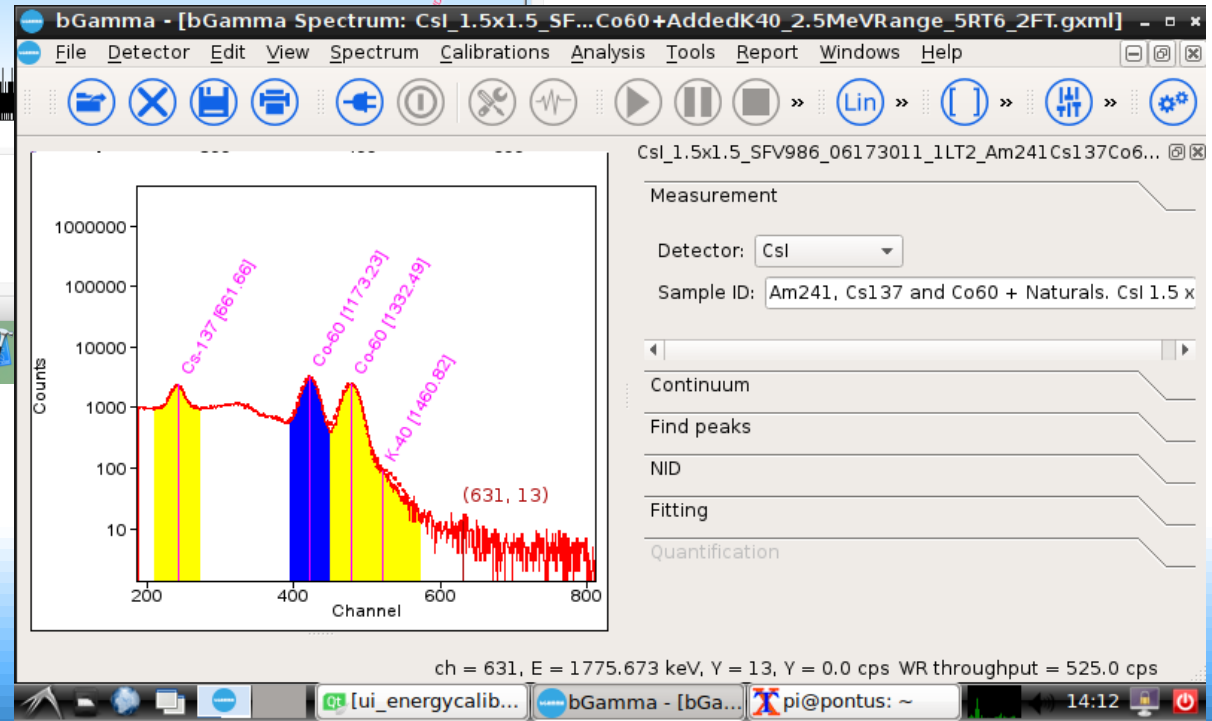 bGamma - [bGamma Spectrum: CsI_1.5x1.5_SF...Co60+AddedK40_2.5MeVRange_5RT6_2FT.gxml]
File Detector Edit View Spectrum Calibrations Analysis Tools Report Windows Help
» Lin » [ ] » »
CsI_1.5x1.5_SFV986_06173011_1LT2_Am241Cs137Co6...
Measurement
Detector: CsI
Sample ID: Am241, Cs137 and Co60 + Naturals. CsI 1.5 x
Continuum
Find peaks
NID
Fitting
Quantification
1000000
100000
10000
1000
100
10
Counts
Cs-137 [661.66]
Co-60 [1173.23]
Co-60 [1332.49]
K-40 [1460.82]
(631, 13)
200 400 600 800
Channel
ch = 631, E = 1775.673 keV, Y = 13, Y = 0.0 cps WR throughput = 525.0 cps
[ui_energycalib... bGamma - [bGa... pi@pontus: ~ 14:12